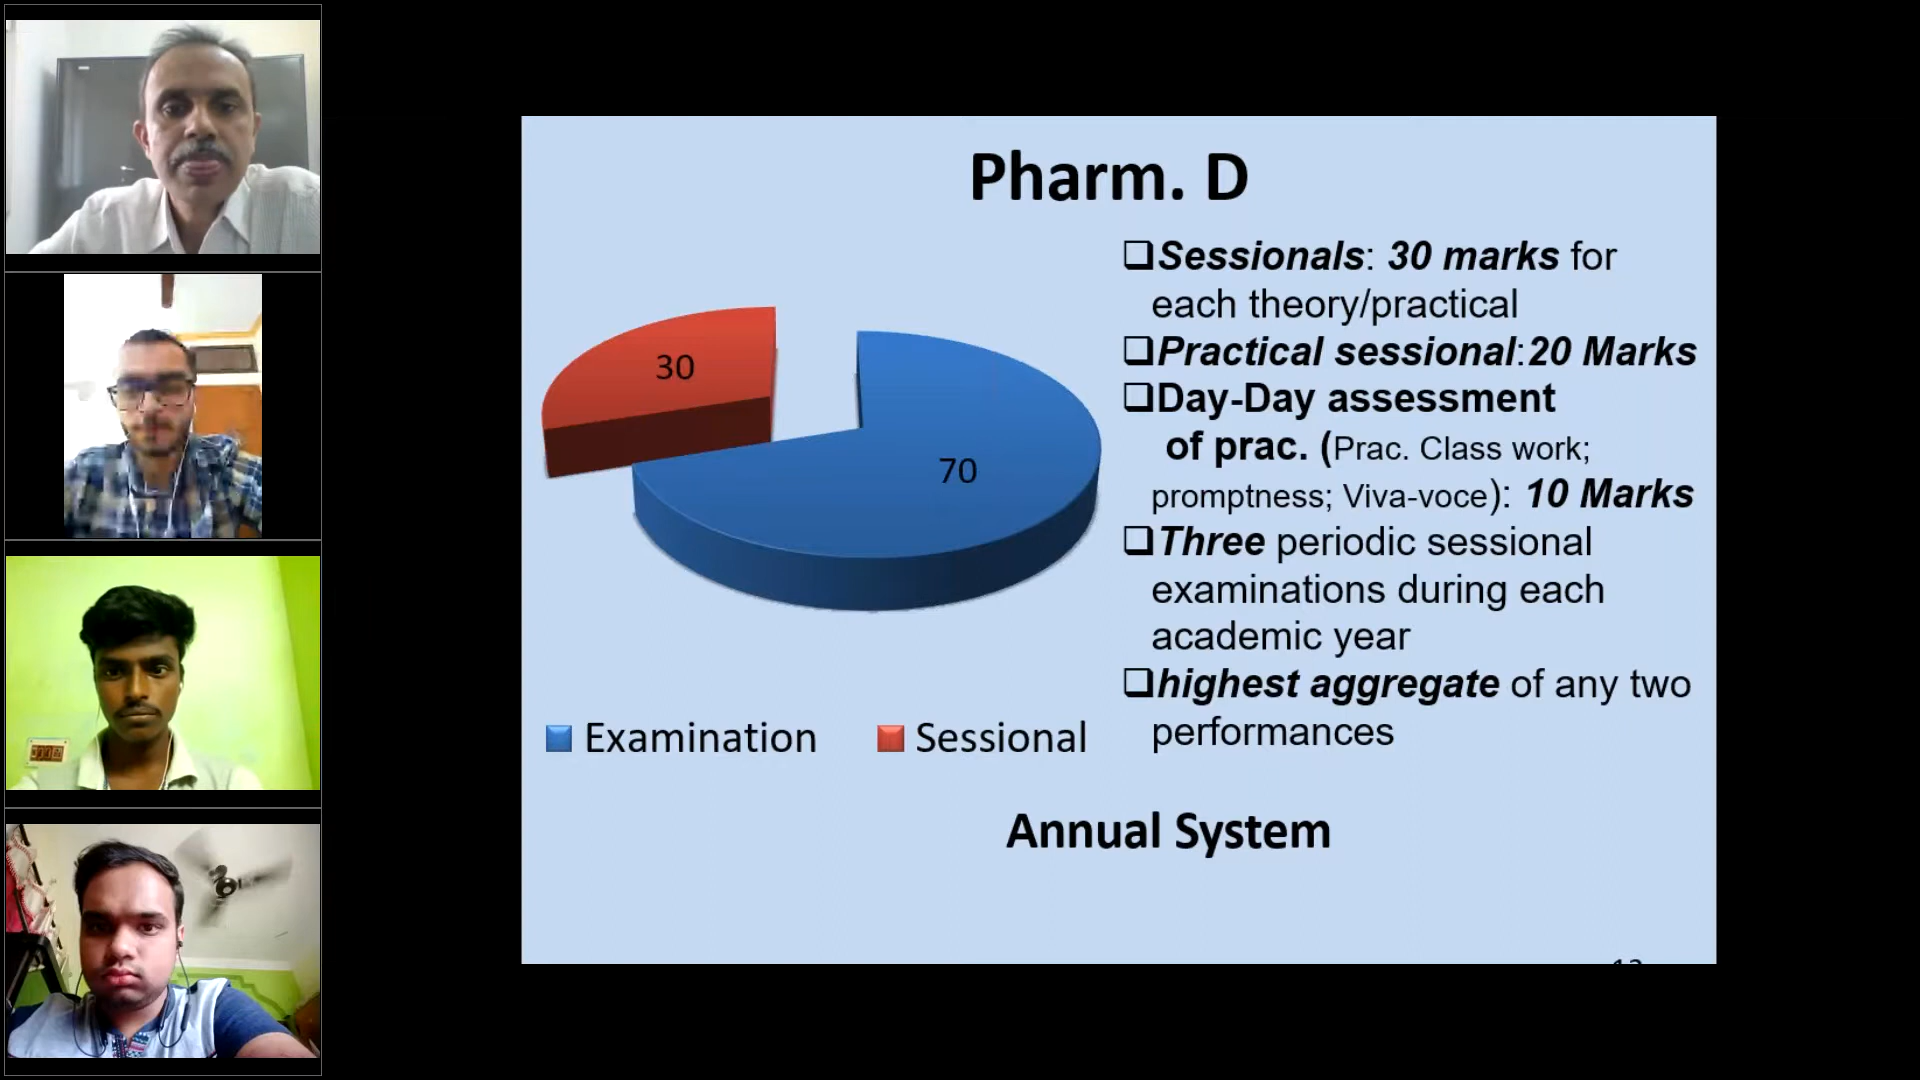 Pharm. D
❑Sessionals: 30 marks for
each theory/practical
❑Practical sessional:20 Marks
❑Day-Day assessment
of prac. (Prac. Class work;
promptness; Viva-voce): 10 Marks
❑Three periodic sessional
examinations during each
academic year
❑highest aggregate of any two
performances
30
70
Examination
Sessional
Annual System